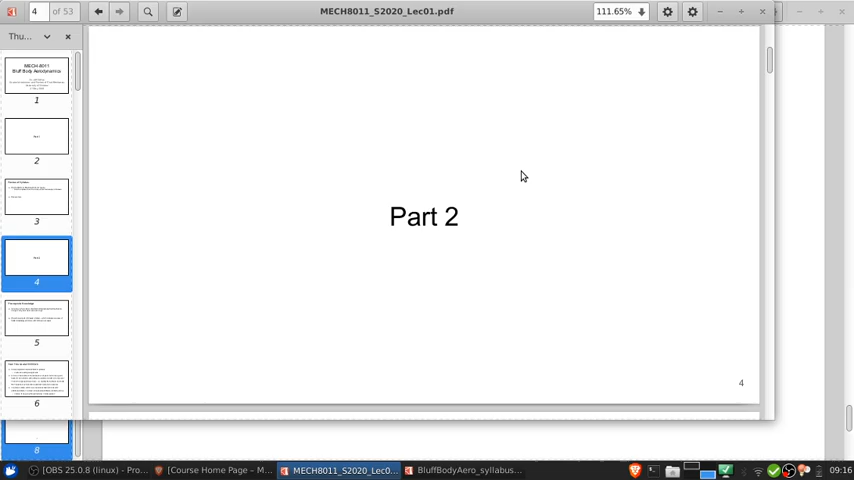 4 of 53
MECH8011_S2020_Lec01.pdf
111.65%
Thu...
MECH 8011
Bluff Body Aerodynamics
1
2
3
4
5
6
Part 2
4
8
[OBS 25.0.8 (linux) - Pro...
[Course Home Page – M...
MECH8011_S2020_Lec0...
BluffBodyAero_syllabus...
09:16